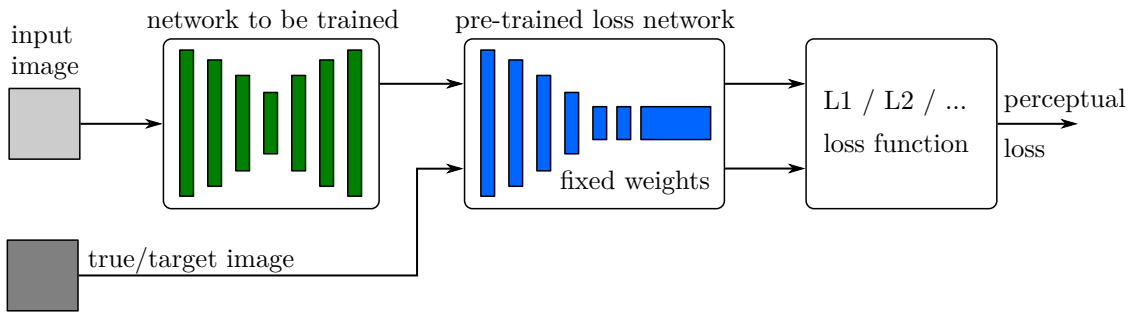 network to be trained
pre-trained loss network
input
image
L1 / L2 / ...
loss function
perceptual
loss
fixed weights
true/target image